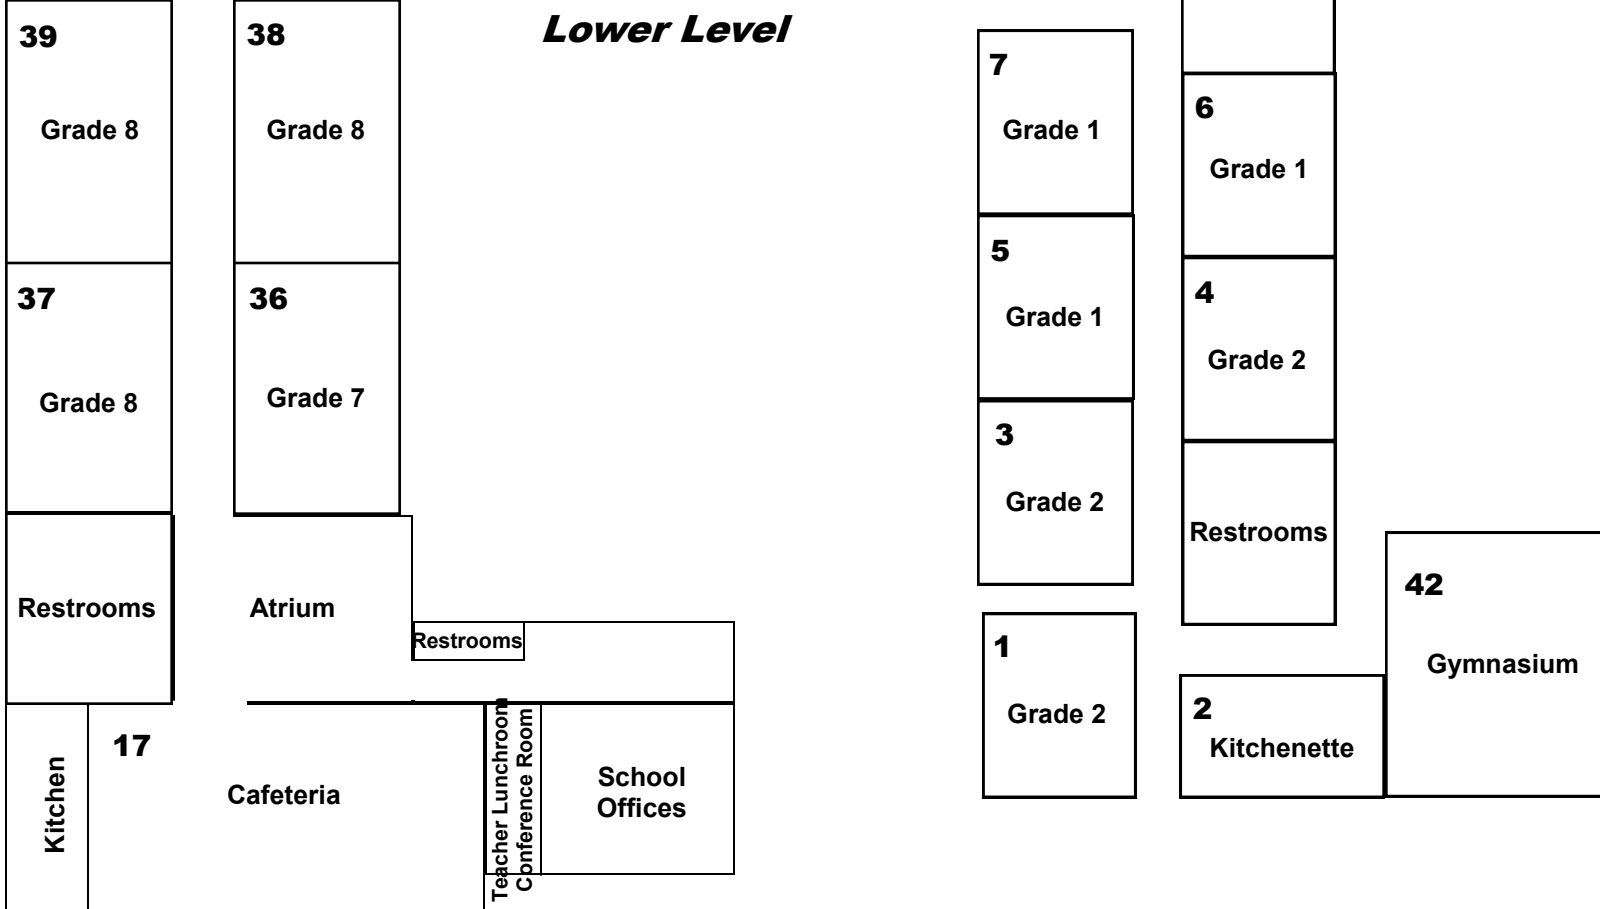 Lower Level
39
Grade 8
38
Grade 8
37
Grade 8
36
Grade 7
Restrooms
Atrium
Restrooms
Kitchen
17
Cafeteria
Teacher Lunchroom
Conference Room
School
Offices
7
Grade 1
6
Grade 1
5
Grade 1
4
Grade 2
3
Grade 2
Restrooms
1
Grade 2
2
Kitchenette
42
Gymnasium